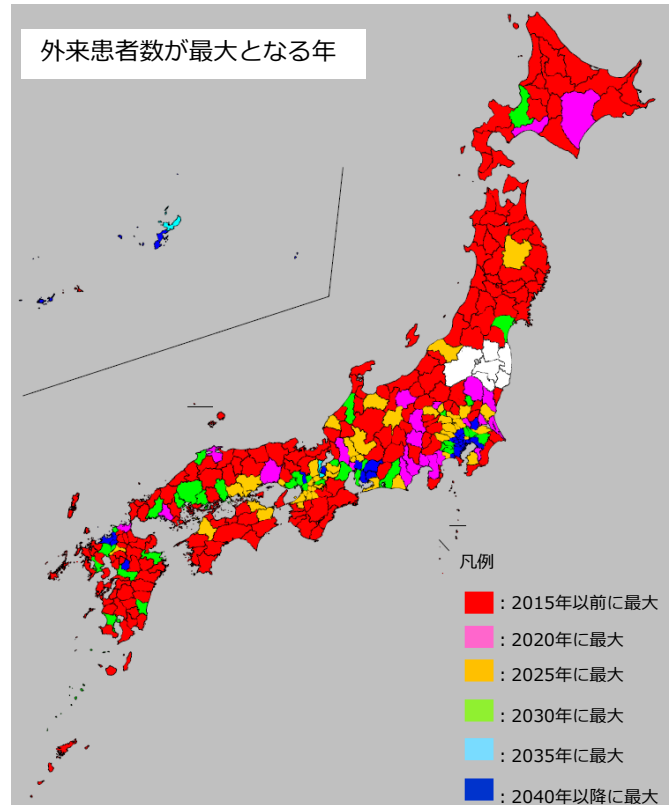 外来患者数が最大となる年
凡例
：2015年以前に最大
：2020年に最大
：2025年に最大
：2030年に最大
：2035年に最大
：2040年以降に最大